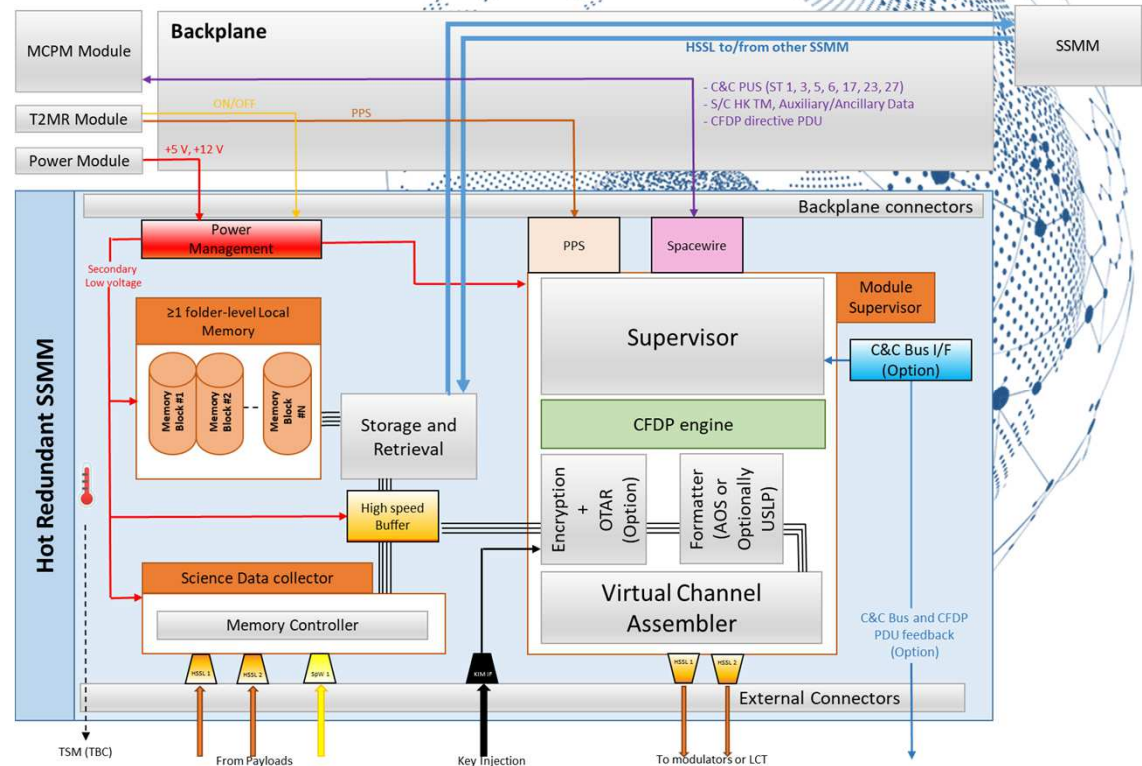 MCPM Module
Backplane
HSSL to/from other SSMM
SSMM
- C&C PUS (ST 1, 3, 5, 6, 17, 23, 27)
- S/C HK TM, Auxiliary/Ancillary Data
- CFDP directive PDU
ON/OFF
T2MR Module
PPS
Power Module
+5 V, +12 V
Hot Redundant SSMM
Backplane connectors
Power
Management
PPS
Spacewire
Secondary
Low voltage
Module
Supervisor
≥1 folder-level Local
Memory
Memory
Block #1
Memory
Block #2
Memory
Block
#N
Supervisor
C&C Bus I/F
(Option)
Storage and
Retrieval
CFDP engine
High speed
Buffer
Encryption
+
OTAR
(Option)
Formatter
(AOS or
Optionally
USLP)
Science Data collector
Memory Controller
Virtual Channel
Assembler
C&C Bus and CFDP
PDU feedback
(Option)
HSSL 1
HSSL 2
SpW 1
KIM IF
HSSL 1
HSSL 2
External Connectors
TSM (TBC)
From Payloads
Key Injection
To modulators or LCT